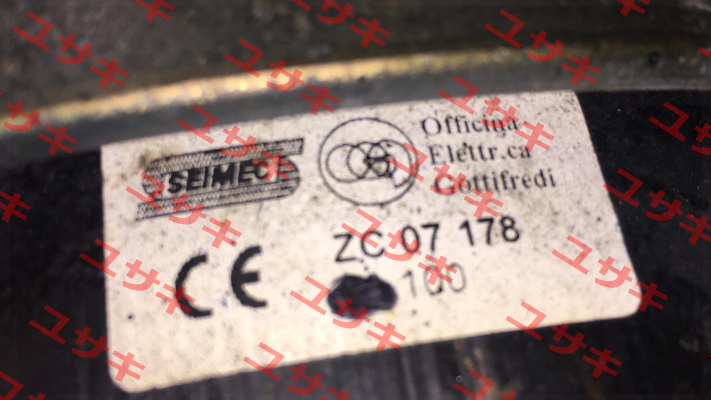 SEIMEC
Officina
Elettr.ca
Gottifredi
ZC 07 178
CE
100
ユサキ